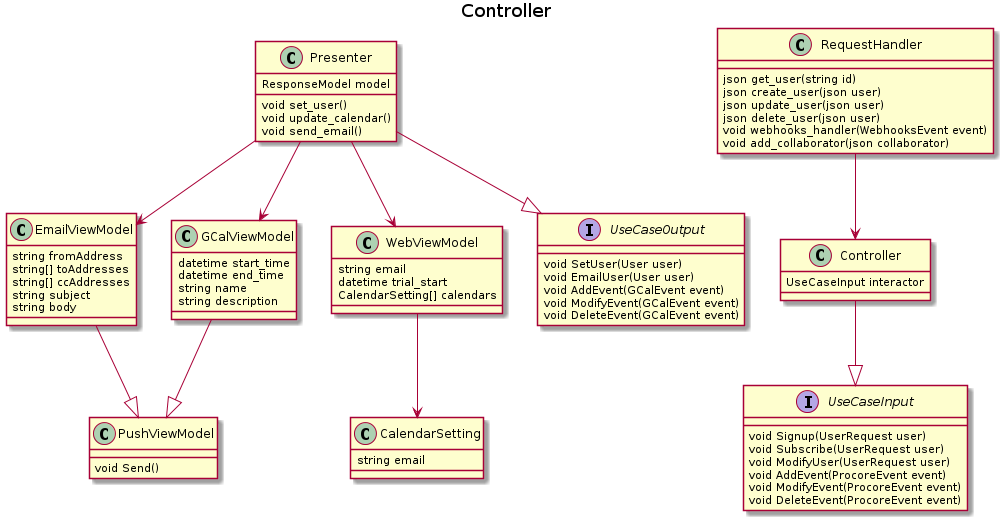 Controller
C Presenter
ResponseModel model
void set_user()
void update_calendar()
void send_email()
C RequestHandler
json get_user(string id)
json create_user(json user)
json update_user(json user)
json delete_user(json user)
void webhooks_handler(WebhooksEvent event)
void add_collaborator(json collaborator)
C EmailViewModel
string fromAddress
string[] toAddresses
string[] ccAddresses
string subject
string body
C GCalViewModel
datetime start_time
datetime end_time
string name
string description
C WebViewModel
string email
datetime trial_start
CalendarSetting[] calendars
I UseCaseOutput
void SetUser(User user)
void EmailUser(User user)
void AddEvent(GCalEvent event)
void ModifyEvent(GCalEvent event)
void DeleteEvent(GCalEvent event)
C Controller
UseCaseInput interactor
C PushViewModel
void Send()
C CalendarSetting
string email
I UseCaseInput
void Signup(UserRequest user)
void Subscribe(UserRequest user)
void ModifyUser(UserRequest user)
void AddEvent(ProcoreEvent event)
void ModifyEvent(ProcoreEvent event)
void DeleteEvent(ProcoreEvent event)